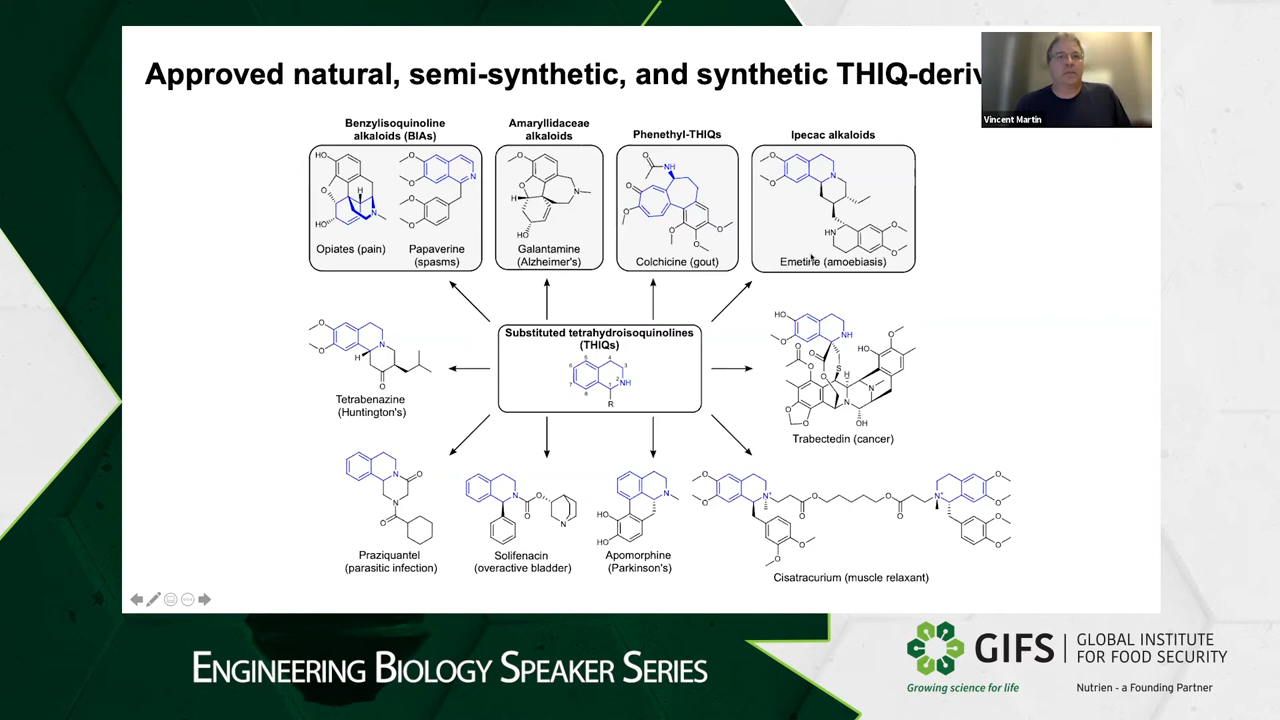 Approved natural, semi-synthetic, and synthetic THIQ-deriv
Vincent Martin
Benzylisoquinoline
alkaloids (BIAs)
Amaryllidaceae
alkaloids
Phenethyl-THIQs
Ipecac alkaloids
Opiates (pain)
Papaverine
(spasms)
Galantamine
(Alzheimer's)
Colchicine (gout)
Emetine (amoebiasis)
Substituted tetrahydroisoquinolines
(THIQs)
Tetrabenazine
(Huntington's)
Trabectedin (cancer)
Praziquantel
(parasitic infection)
Solifenacin
(overactive bladder)
Apomorphine
(Parkinson's)
Cisatracurium (muscle relaxant)
ENGINEERING BIOLOGY SPEAKER SERIES
GIFS
GLOBAL INSTITUTE
FOR FOOD SECURITY
Growing science for life
Nutrien - a Founding Partner